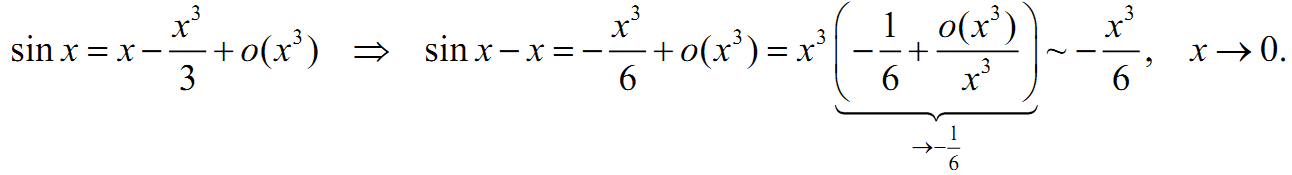 sin x = x − x³/3 + o(x³) ⇒ sin x − x = − x³/6 + o(x³) = x³ ( − 1/6 + o(x³)/x³ ) ~ − x³/6, x → 0.
→ − 1/6